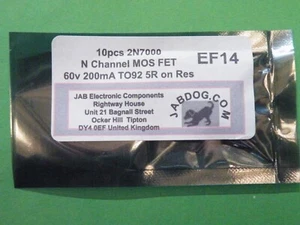 10pcs 2N7000
N Channel MOS FET
60v 200mA TO92 5R on Res
EF14
JAB Electronic Components
Rightway House
Unit 21 Bagnall Street
Ocker Hill Tipton
DY4 0EF United Kingdom
JABDOG.COM